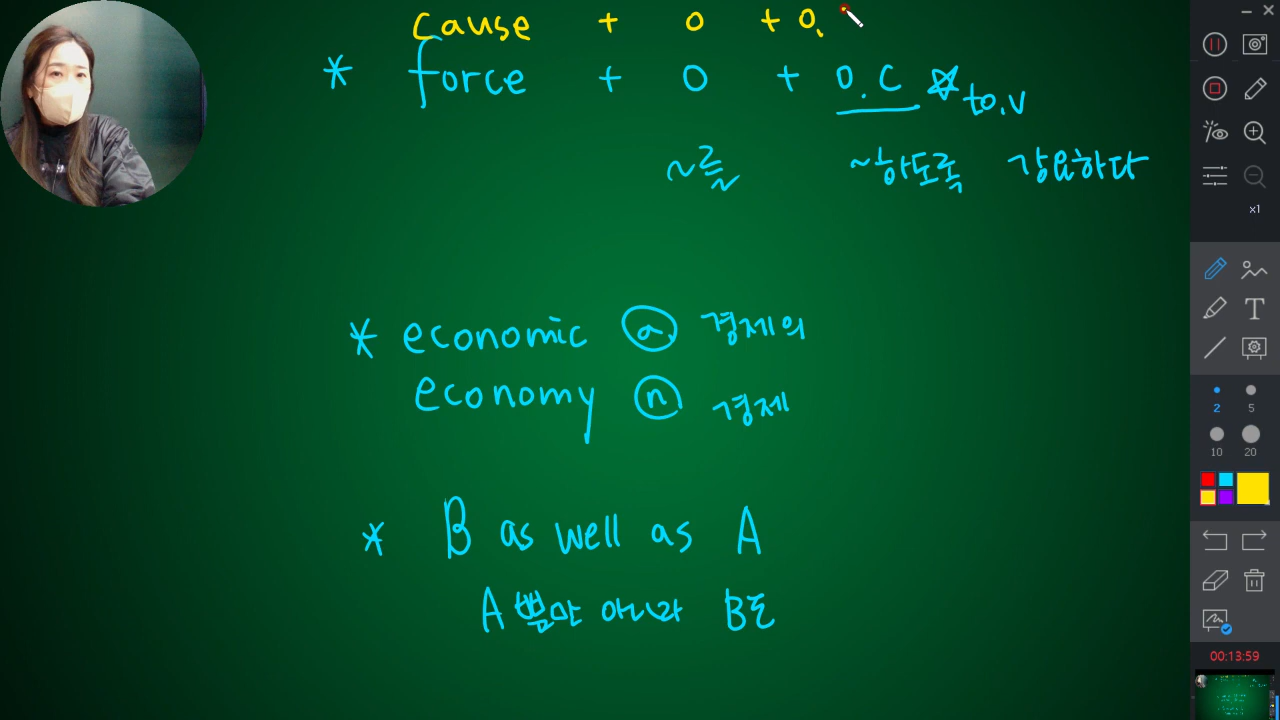 cause + O + O.
* force + O + O.C ☆ to.V
~를 ~하도록 강요하다
* economic ⓐ 경제의
economy ⓝ 경제
* B as well as A
A 뿐만 아니라 B도
x1
2 5
10 20
00:13:59